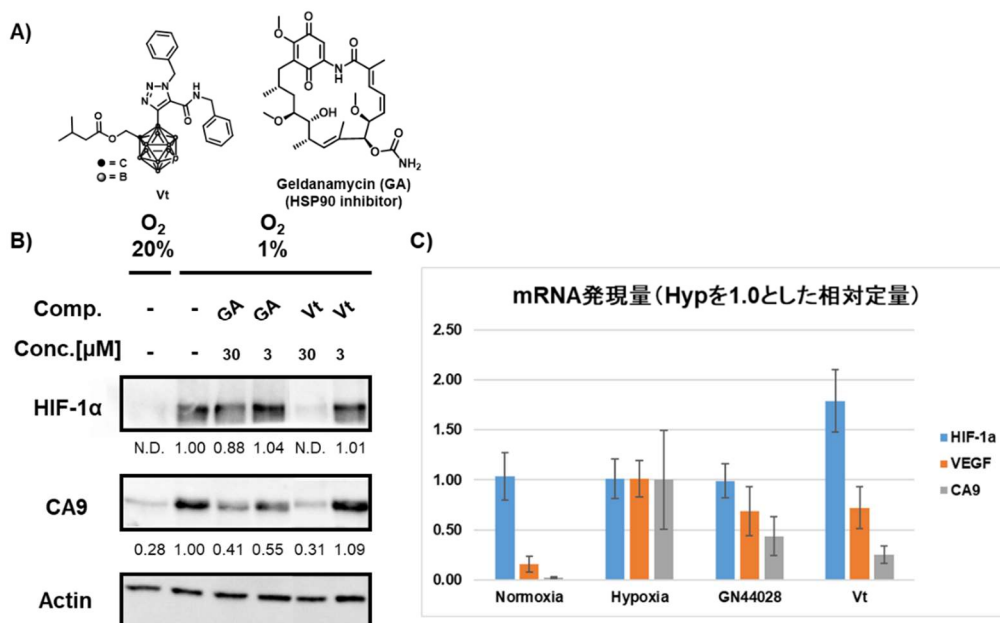 A)
N
N
N
H
N
O
O
O
● = C
= B
Vt
O
O
O
O
NH
O
O
OH
O
O
O
NH2
Geldanamycin (GA)
(HSP90 inhibitor)
B)
O2 O2
20% 1%
Comp. - - GA GA Vt Vt
Conc.[μM] - - 30 3 30 3
HIF-1α
N.D. 1.00 0.88 1.04 N.D. 1.01
CA9
0.28 1.00 0.41 0.55 0.31 1.09
Actin
C)
mRNA発現量(Hypを1.0とした相対定量)
2.50
2.00
1.50
1.00
0.50
0.00
Normoxia Hypoxia GN44028 Vt
HIF-1a
VEGF
CA9